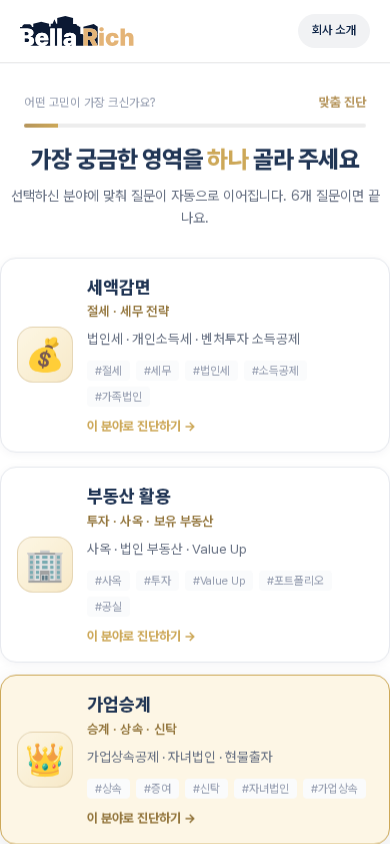 Bella Rich
회사 소개
어떤 고민이 가장 크신가요?
맞춤 진단
가장 궁금한 영역을 하나 골라 주세요
선택하신 분야에 맞춰 질문이 자동으로 이어집니다. 6개 질문이면 끝
나요.
세액감면
절세 · 세무 전략
법인세 · 개인소득세 · 벤처투자 소득공제
#절세 #세무 #법인세 #소득공제
#가족법인
이 분야로 진단하기 →
부동산 활용
투자 · 사옥 · 보유 부동산
사옥 · 법인 부동산 · Value Up
#사옥 #투자 #Value Up #포트폴리오
#공실
이 분야로 진단하기 →
가업승계
승계 · 상속 · 신탁
가업상속공제 · 자녀법인 · 현물출자
#상속 #증여 #신탁 #자녀법인 #가업상속
이 분야로 진단하기 →